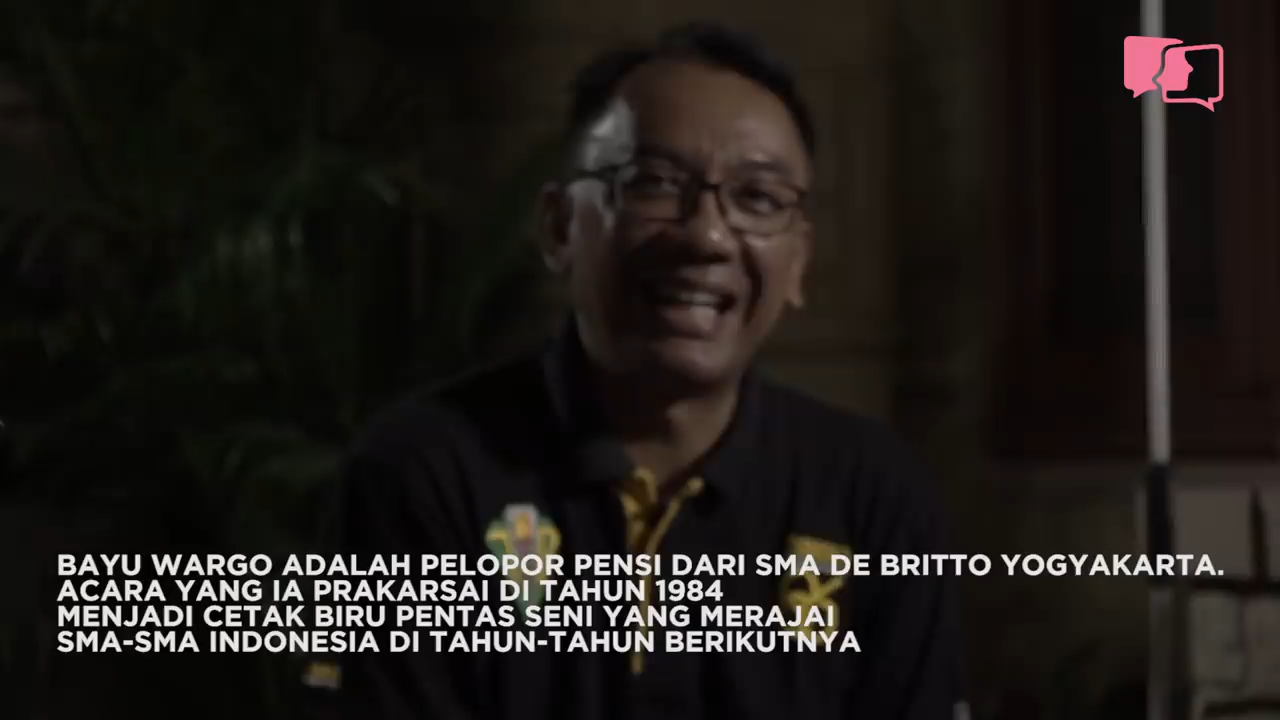 BAYU WARGO ADALAH PELOPOR PENSI DARI SMA DE BRITTO YOGYAKARTA.
ACARA YANG IA PRAKARSAI DI TAHUN 1984
MENJADI CETAK BIRU PENTAS SENI YANG MERAJAI
SMA-SMA INDONESIA DI TAHUN-TAHUN BERIKUTNYA